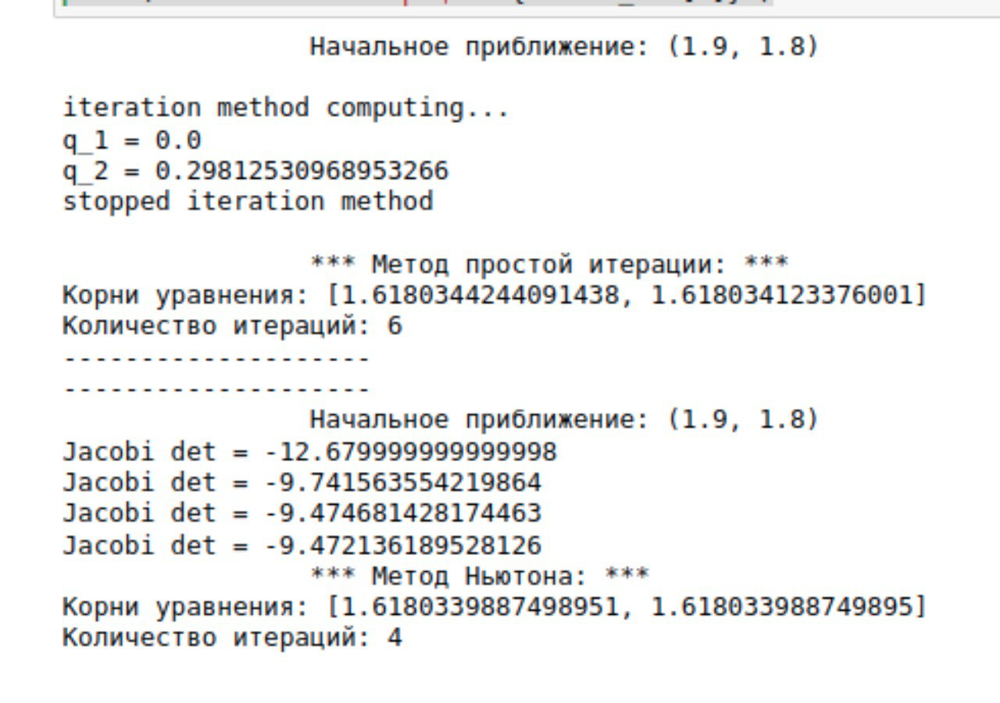 Начальное приближение: (1.9, 1.8)
iteration method computing...
q_1 = 0.0
q_2 = 0.29812530968953266
stopped iteration method
*** Метод простой итерации: ***
Корни уравнения: [1.6180344244091438, 1.618034123376001]
Количество итераций: 6
--------------------
--------------------
Начальное приближение: (1.9, 1.8)
Jacobi det = -12.679999999999998
Jacobi det = -9.741563554219864
Jacobi det = -9.474681428174463
Jacobi det = -9.472136189528126
*** Метод Ньютона: ***
Корни уравнения: [1.6180339887498951, 1.618033988749895]
Количество итераций: 4